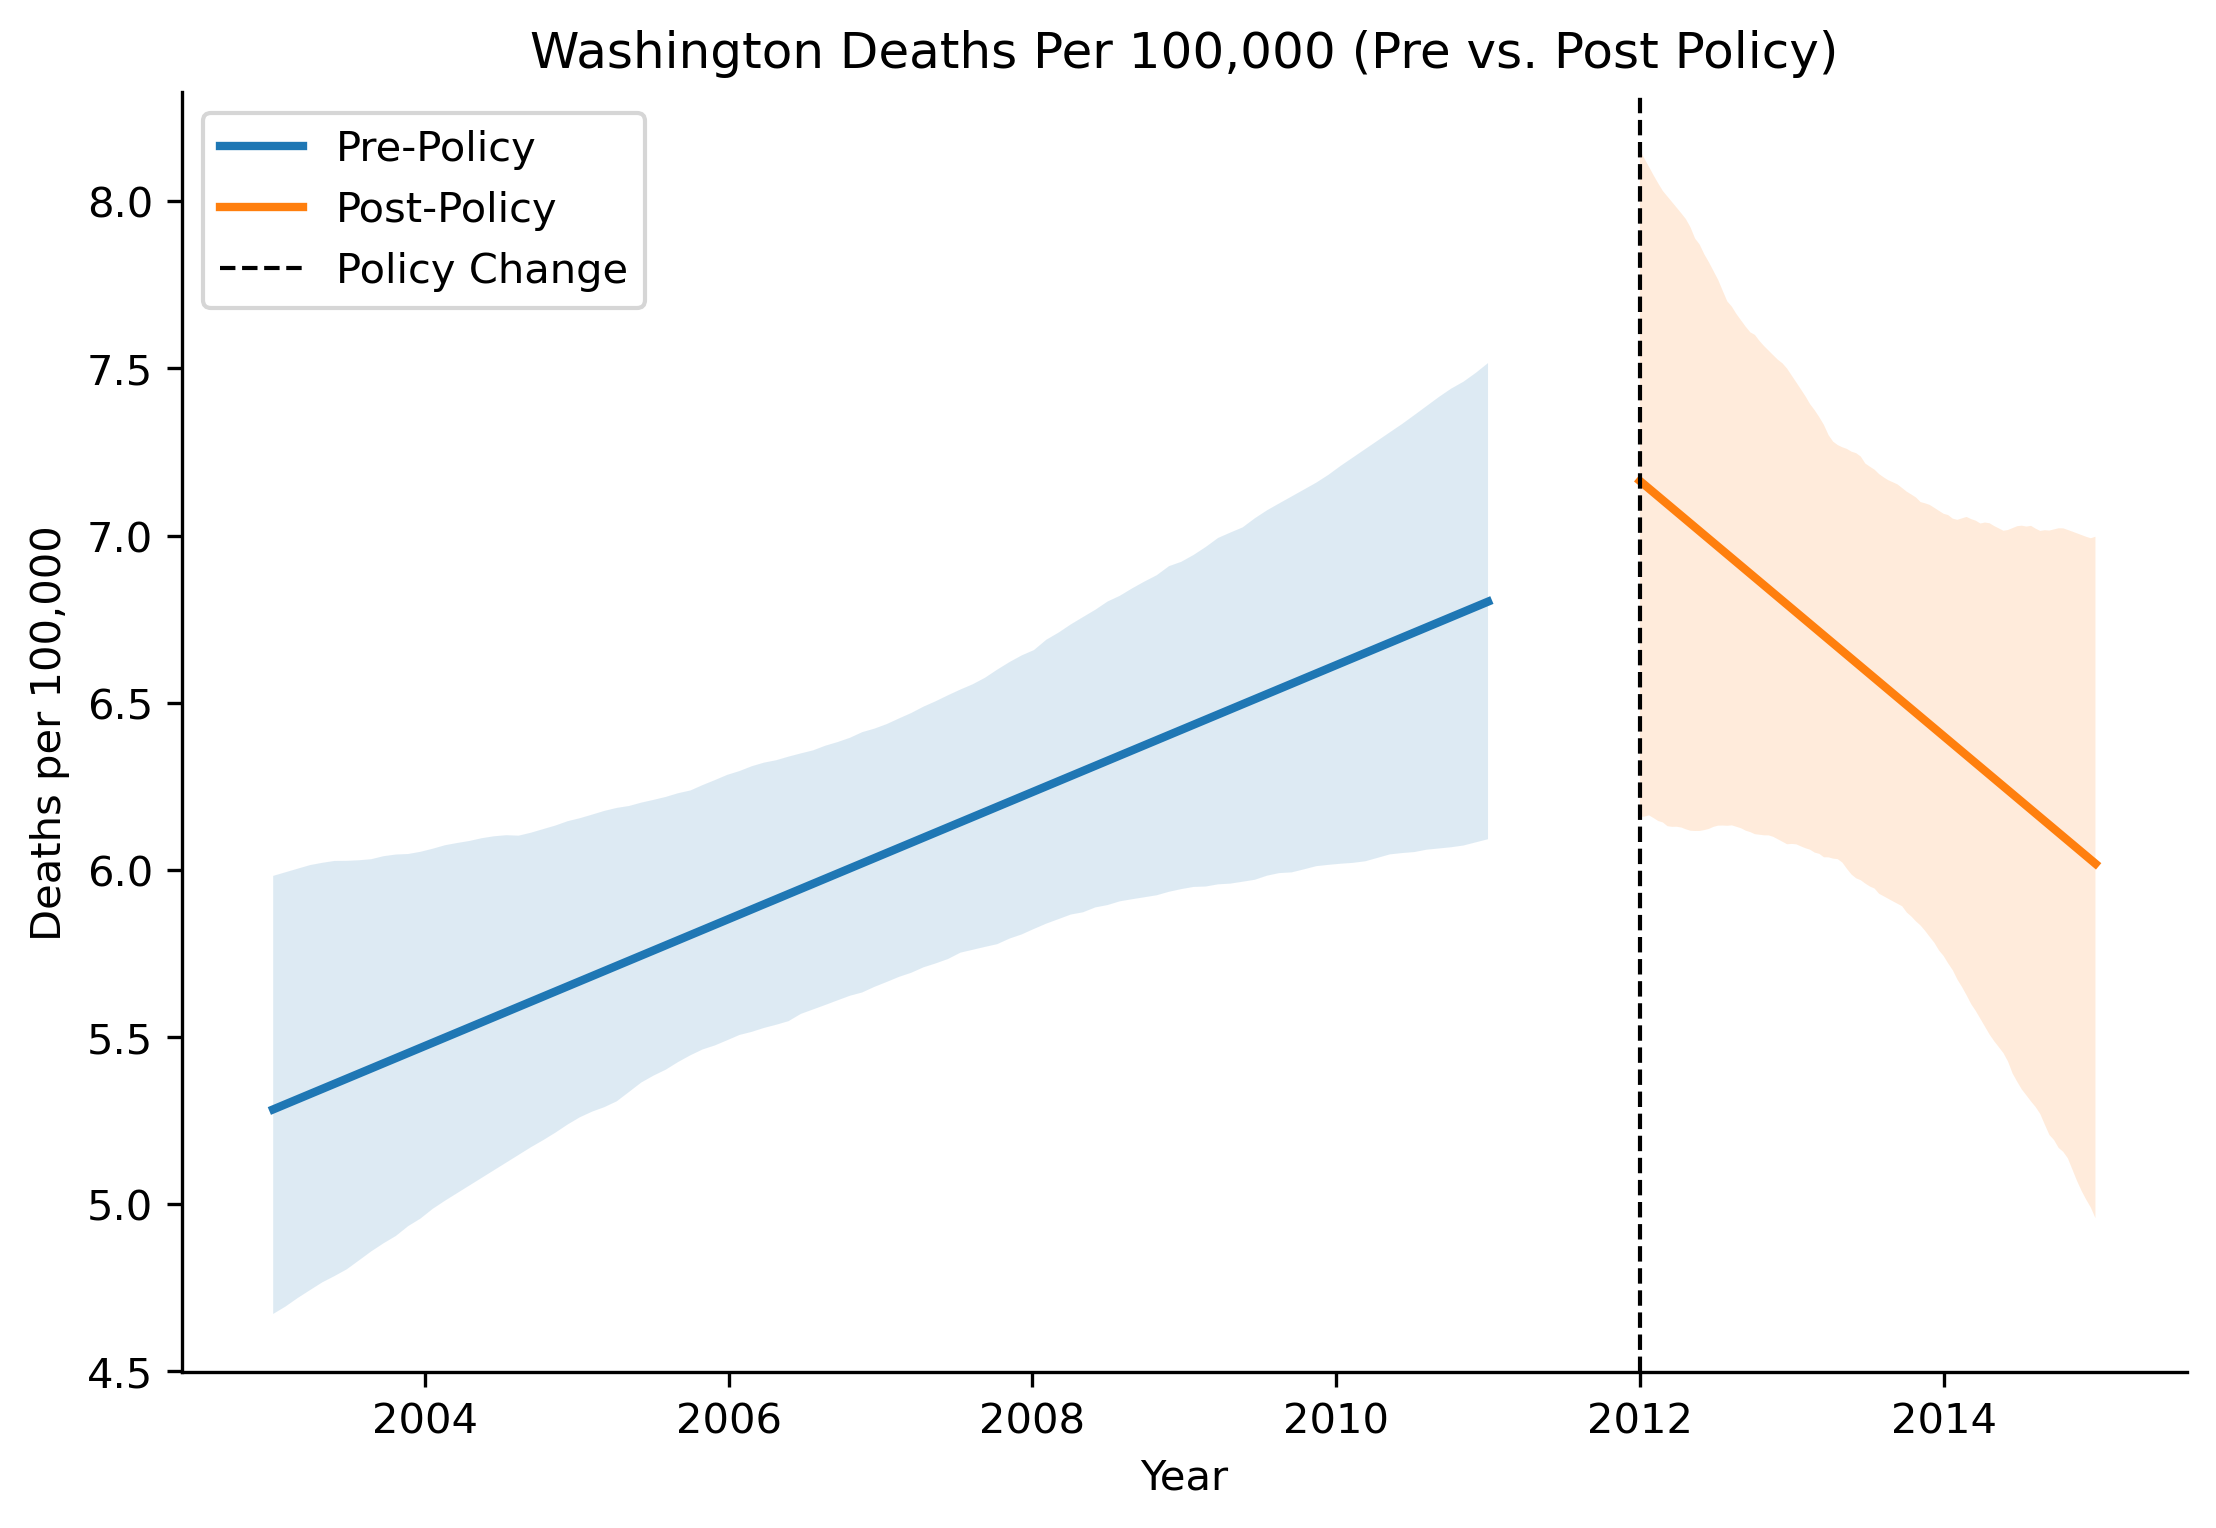 Washington Deaths Per 100,000 (Pre vs. Post Policy)
Pre-Policy
Post-Policy
Policy Change
Deaths per 100,000
8.0
7.5
7.0
6.5
6.0
5.5
5.0
4.5
2004 2006 2008 2010 2012 2014
Year